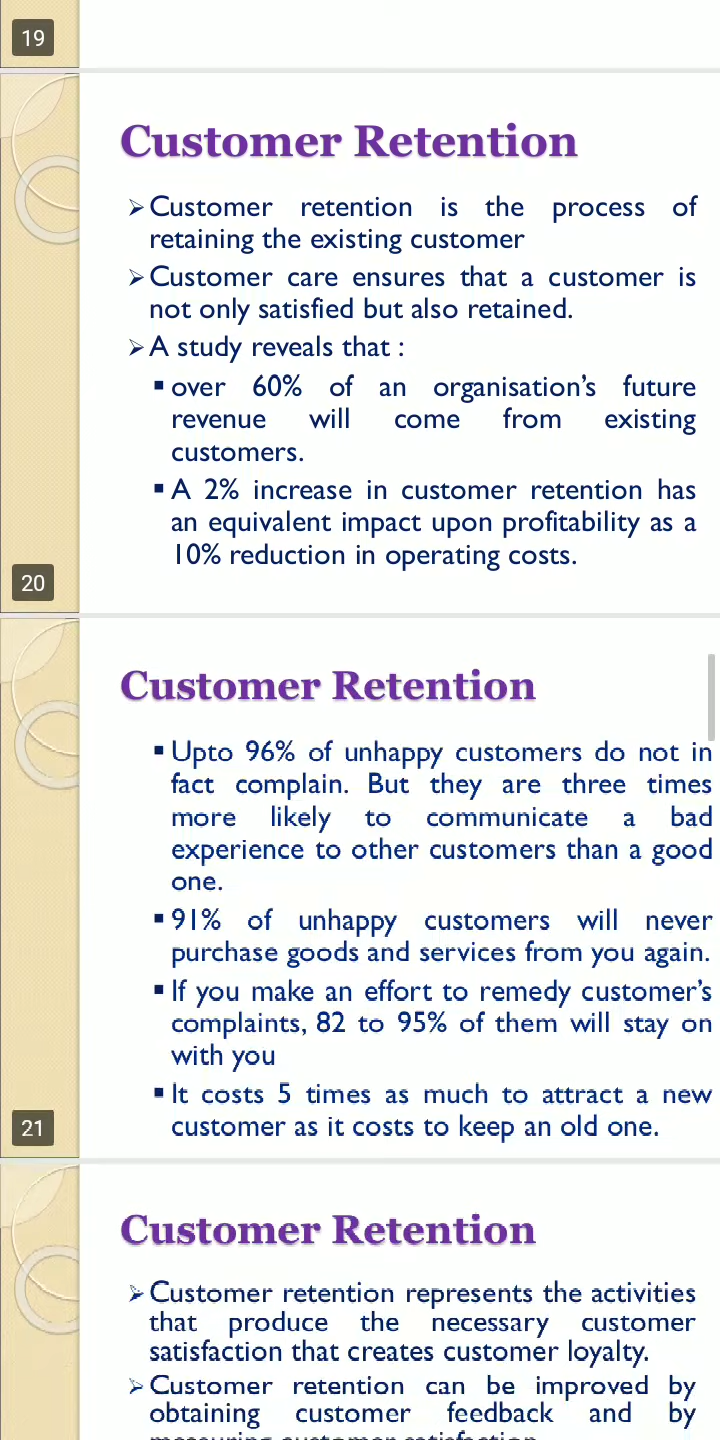 19
Customer Retention
➢Customer retention is the process of
retaining the existing customer
➢Customer care ensures that a customer is
not only satisfied but also retained.
➢A study reveals that :
▪over 60% of an organisation's future
revenue will come from existing
customers.
▪A 2% increase in customer retention has
an equivalent impact upon profitability as a
10% reduction in operating costs.
20
Customer Retention
▪Upto 96% of unhappy customers do not in
fact complain. But they are three times
more likely to communicate a bad
experience to other customers than a good
one.
▪91% of unhappy customers will never
purchase goods and services from you again.
▪If you make an effort to remedy customer's
complaints, 82 to 95% of them will stay on
with you
▪It costs 5 times as much to attract a new
customer as it costs to keep an old one.
21
Customer Retention
➢Customer retention represents the activities
that produce the necessary customer
satisfaction that creates customer loyalty.
➢Customer retention can be improved by
obtaining customer feedback and by